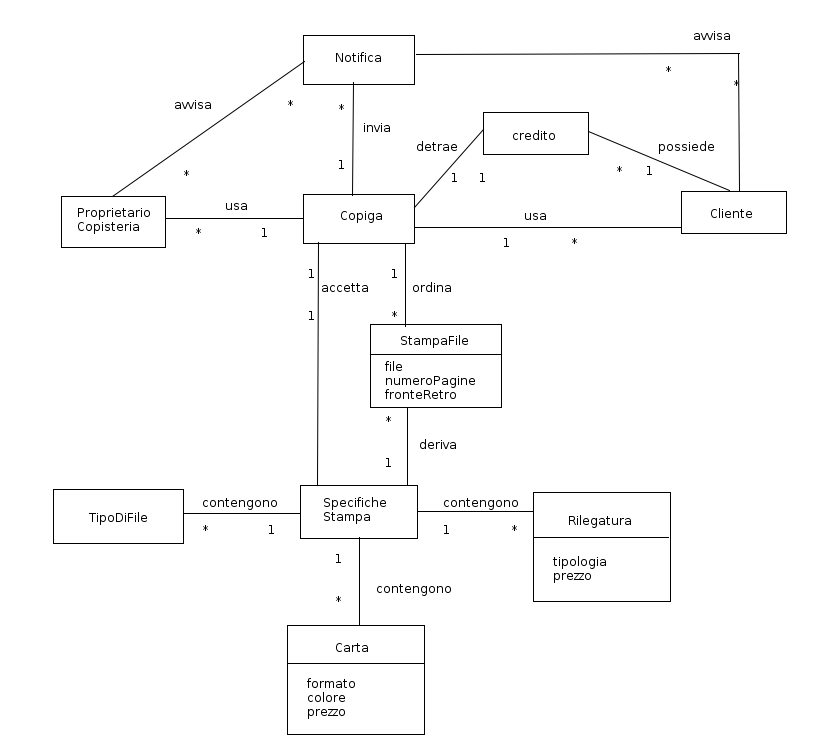 avvisa
Notifica
*
*
avvisa
*
*
invia
detrae
credito
possiede
1
*
1
1
*
1
Proprietario
Copisteria
usa
*
1
Copiga
usa
1
*
Cliente
1
accetta
1
1
ordina
*
StampaFile
file
numeroPagine
fronteRetro
*
deriva
1
TipoDiFile
contengono
*
1
Specifiche
Stampa
contengono
1
*
Rilegatura
tipologia
prezzo
1
contengono
*
Carta
formato
colore
prezzo